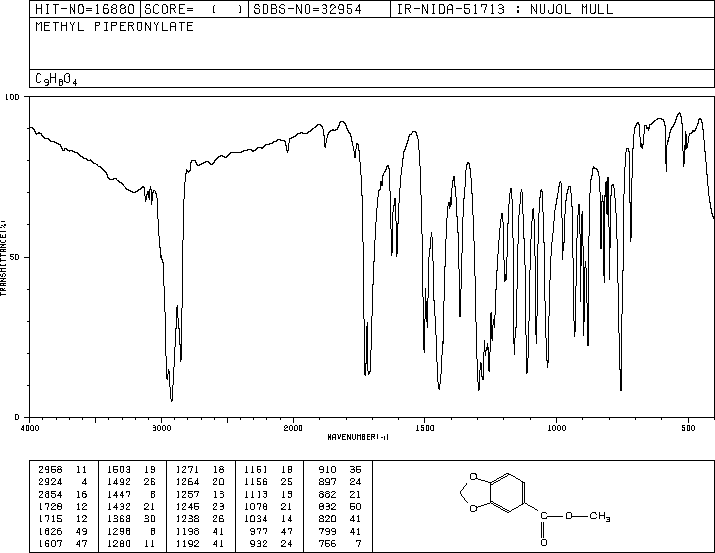 HIT-NO=16880 SCORE= ( ) SDBS-NO=32954 IR-NIDA-51713 : NUJOL MULL
METHYL PIPERONYLATE
C9H8O4
100
50
0
TRANSMITTANCE(%)
4000 3000 2000 1500 1000 500
WAVENUMBER(-1)
2958 11 1503 19 1271 18 1161 18 910 35
2924 4 1492 26 1264 20 1156 25 897 24
2854 16 1447 8 1257 13 1113 13 882 21
1728 12 1432 21 1245 23 1078 21 832 50
1715 12 1368 30 1238 26 1034 14 820 41
1626 49 1298 8 1198 41 977 47 799 41
1607 47 1280 11 1192 41 932 24 756 7
O
O
C O CH3
O